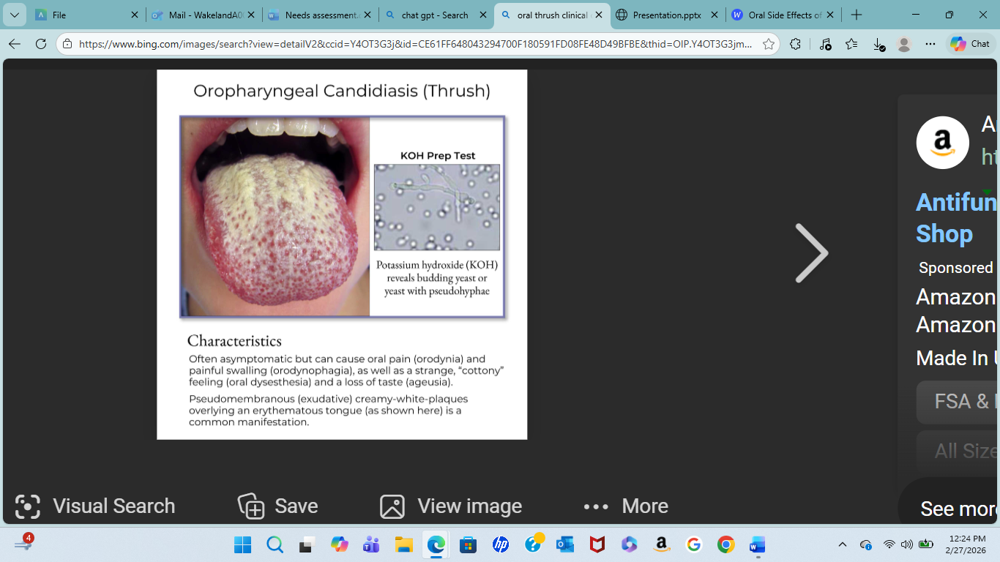 File
Mail - WakelandA0
Needs assessment.
chat gpt - Search
oral thrush clinical
Presentation.pptx
Oral Side Effects of
https://www.bing.com/images/search?view=detailV2&ccid=Y4OT3G3j&id=CE61FF648043294700F180591FD08FE48D49BFBE&thid=OIP.Y4OT3G3jm...
Chat
Oropharyngeal Candidiasis (Thrush)
KOH Prep Test
Potassium hydroxide (KOH)
reveals budding yeast or
yeast with pseudohyphae
Characteristics
Often asymptomatic but can cause oral pain (orodynia) and
painful swalling (orodynophagia), as well as a strange, “cottony”
feeling (oral dysesthesia) and a loss of taste (ageusia).
Pseudomembranous (exudative) creamy-white-plaques
overlying an erythematous tongue (as shown here) is a
common manifestation.
a
A
ht
Antifun
Shop
Sponsored
Amazon
Amazon
Made In
FSA &
All Size
See more
Visual Search
Save
View image
More
4
12:24 PM
2/27/2026